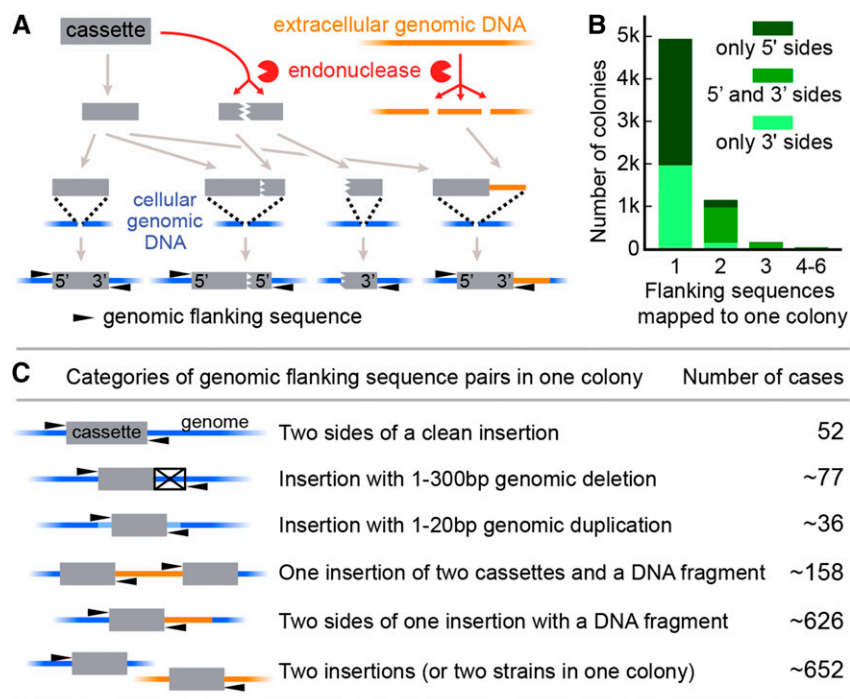 A
cassette
extracellular genomic DNA
endonuclease
cellular
genomic
DNA
5' 3'
5' 5'
3'
5' 3'
genomic flanking sequence
B
Number of colonies
5k
4k
3k
2k
1k
0
only 5' sides
5' and 3' sides
only 3' sides
1 2 3 4-6
Flanking sequences
mapped to one colony
C Categories of genomic flanking sequence pairs in one colony Number of cases
cassette genome Two sides of a clean insertion 52
Insertion with 1-300bp genomic deletion ~77
Insertion with 1-20bp genomic duplication ~36
One insertion of two cassettes and a DNA fragment ~158
Two sides of one insertion with a DNA fragment ~626
Two insertions (or two strains in one colony) ~652